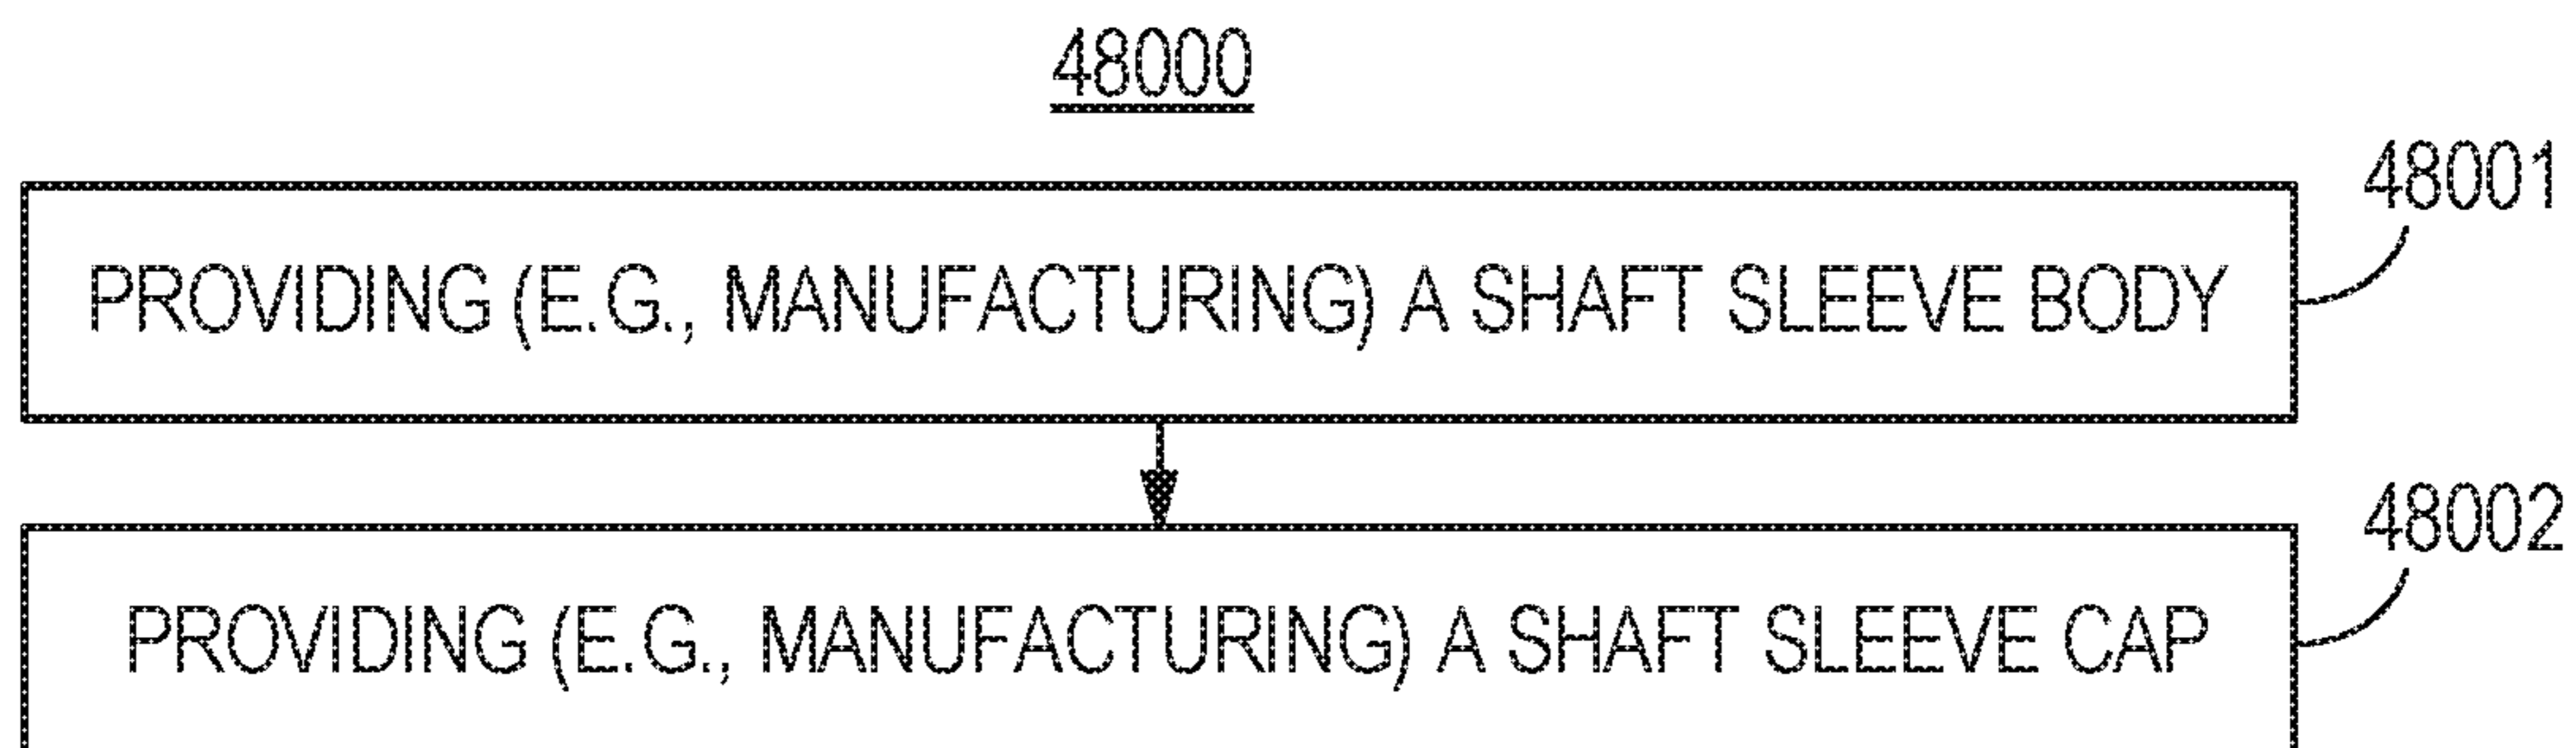 48000
48001
PROVIDING (E.G., MANUFACTURING) A SHAFT SLEEVE BODY
48002
PROVIDING (E.G., MANUFACTURING) A SHAFT SLEEVE CAP